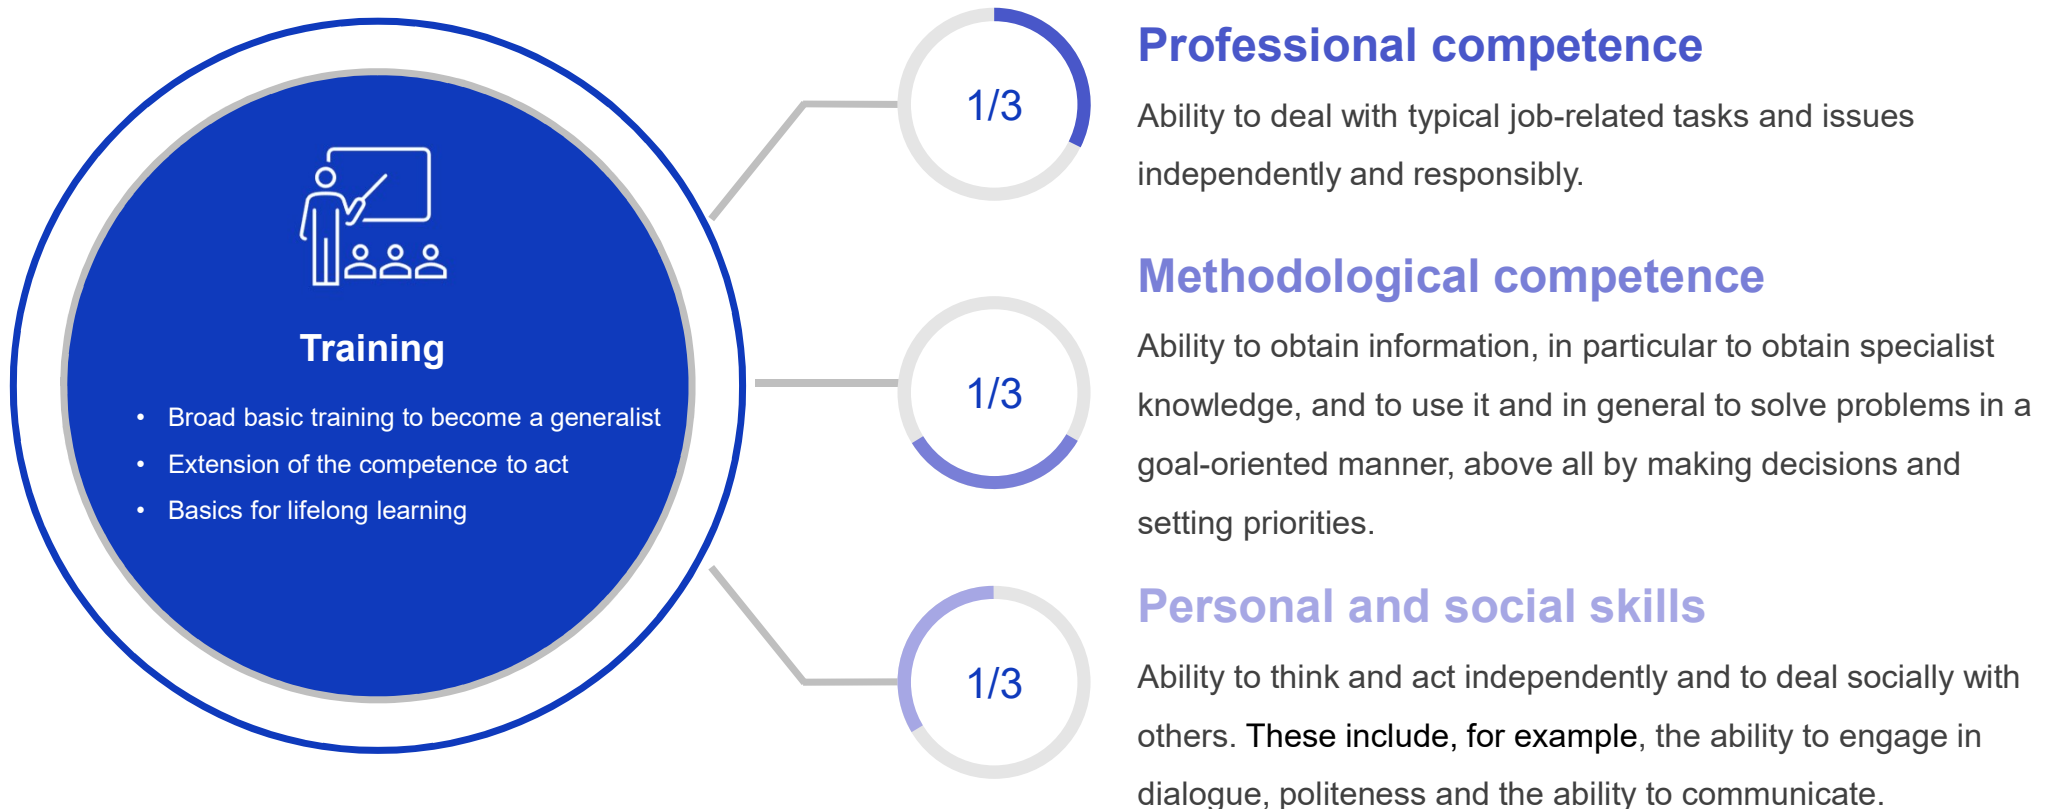 Training
• Broad basic training to become a generalist
• Extension of the competence to act
• Basics for lifelong learning
1/3
Professional competence
Ability to deal with typical job-related tasks and issues
independently and responsibly.
1/3
Methodological competence
Ability to obtain information, in particular to obtain specialist
knowledge, and to use it and in general to solve problems in a
goal-oriented manner, above all by making decisions and
setting priorities.
1/3
Personal and social skills
Ability to think and act independently and to deal socially with
others. These include, for example, the ability to engage in
dialogue, politeness and the ability to communicate.